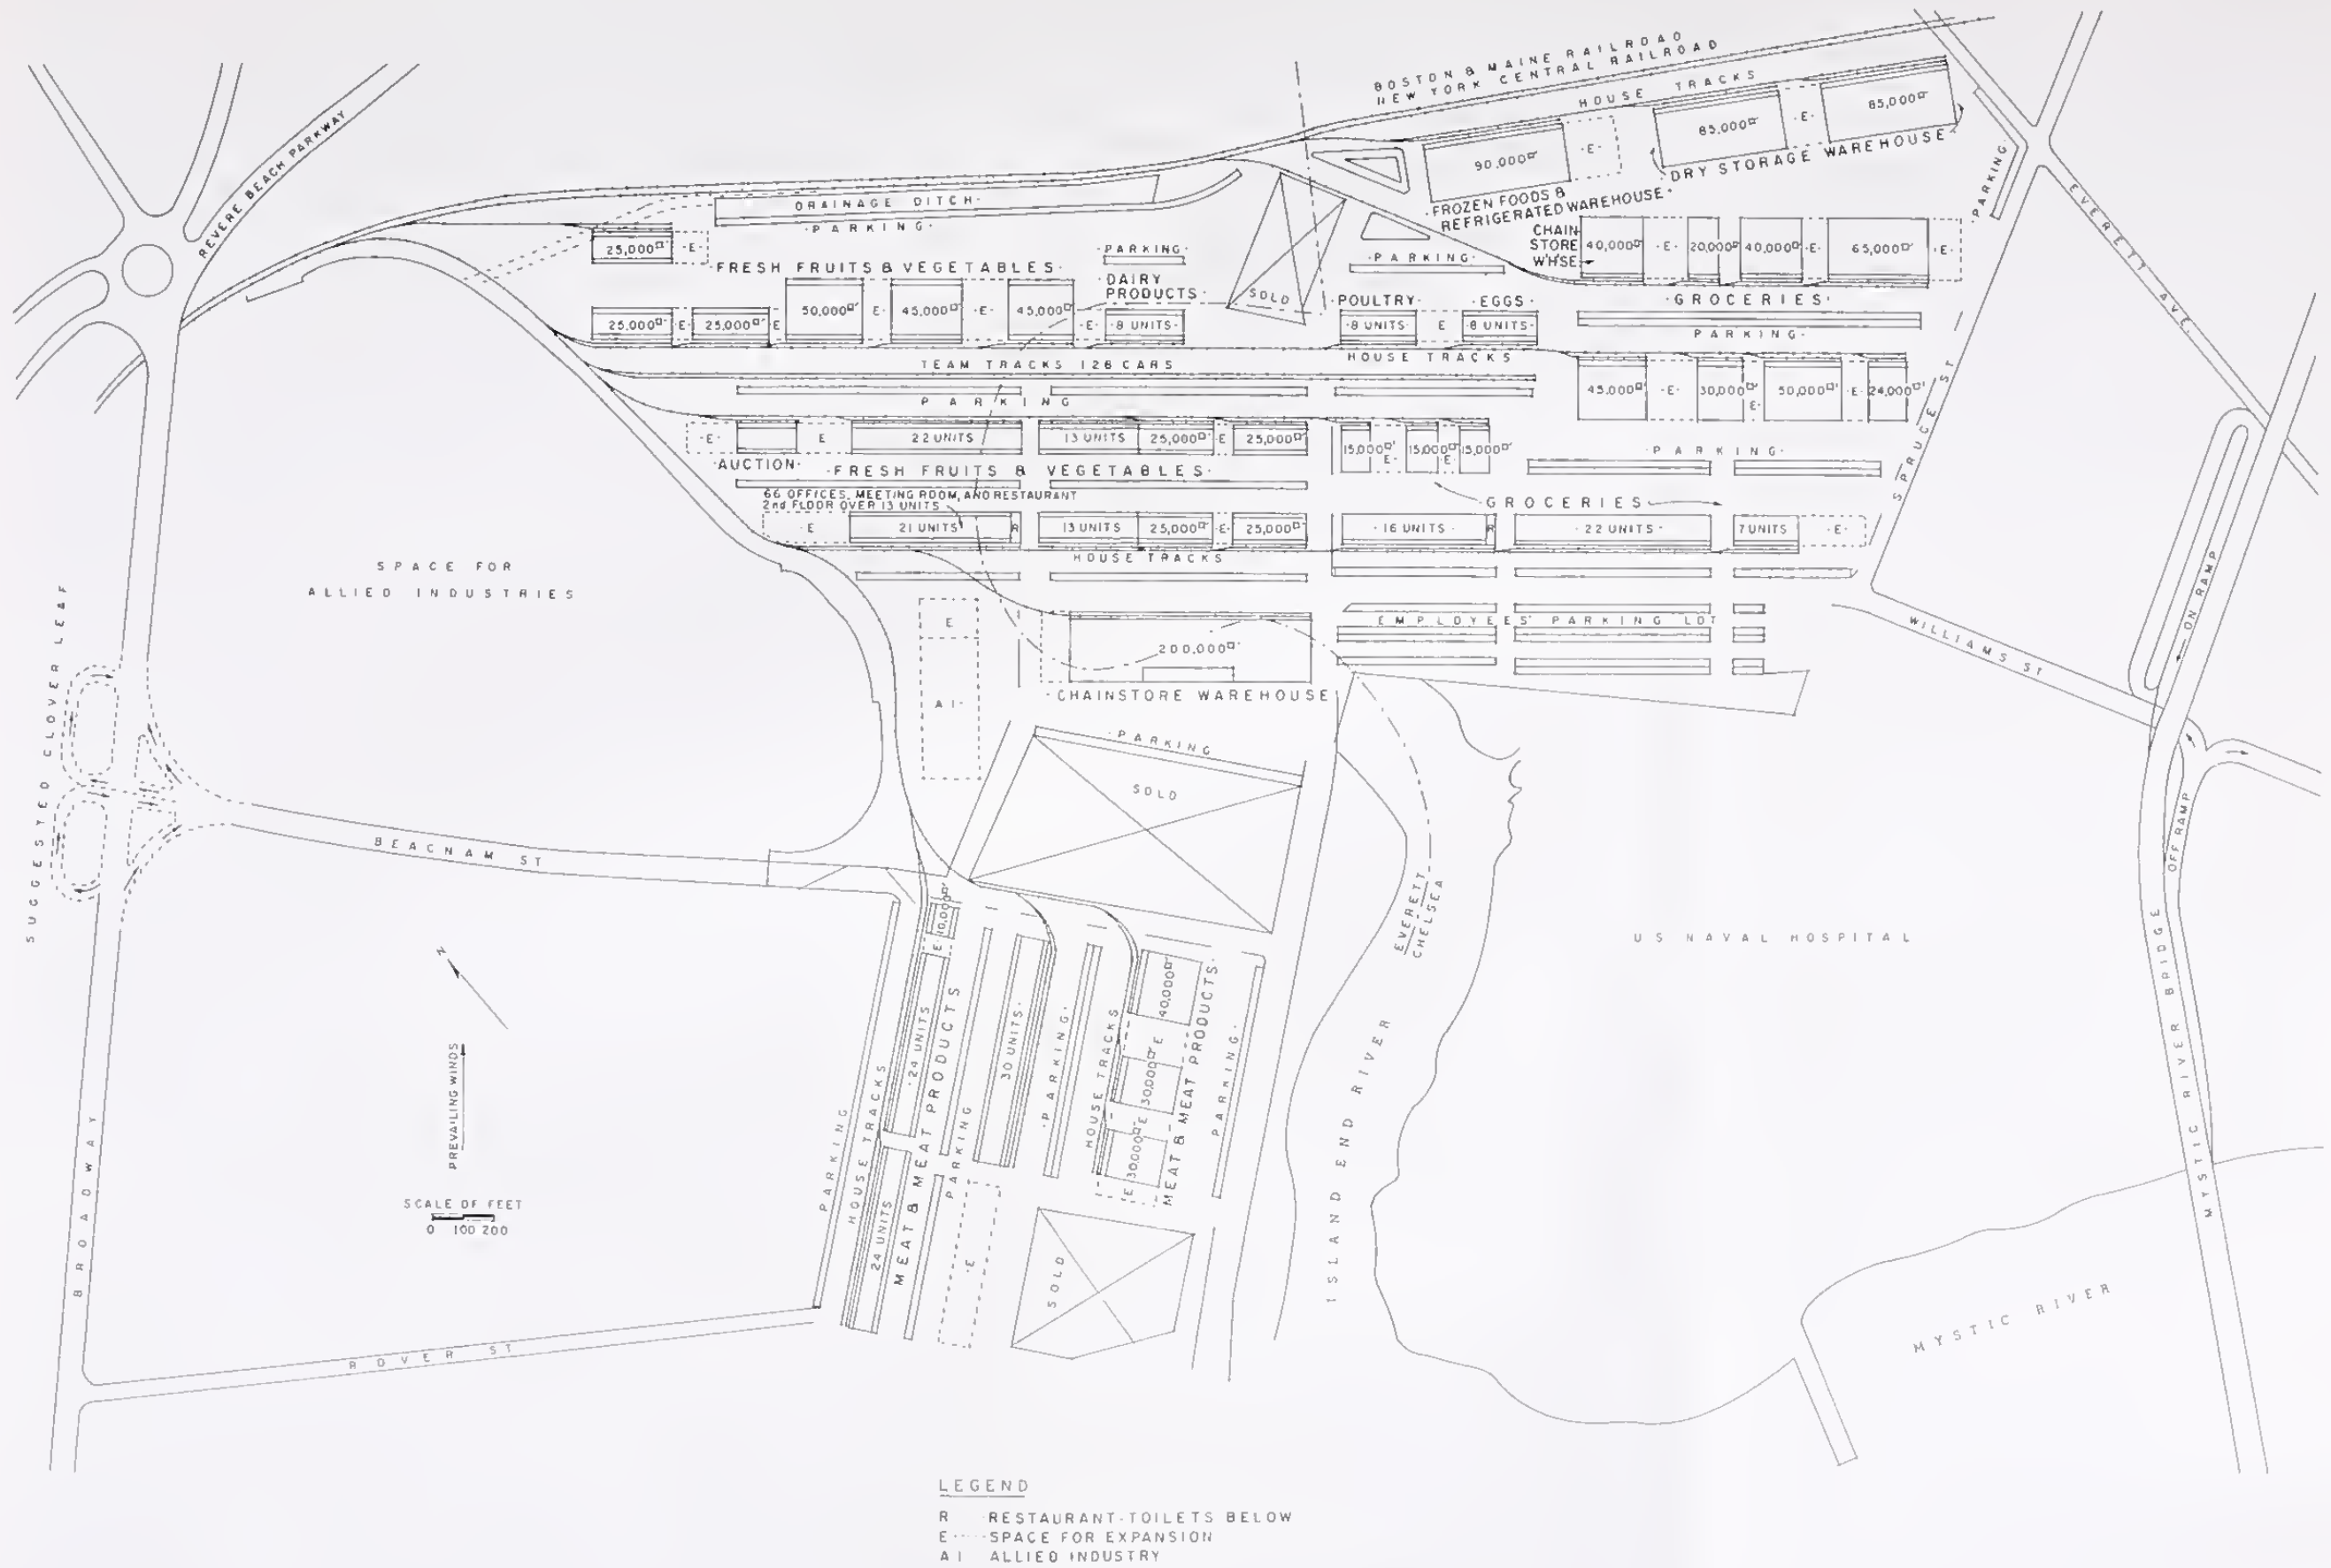 BOSTON & MAINE RAILROAD
NEW YORK CENTRAL RAILROAD
HOUSE TRACKS
85,000□'
85,000□'
·E·
90,000□'
·E·
DRY STORAGE WAREHOUSE
FROZEN FOODS &
REFRIGERATED WAREHOUSE
PARKING
REVERE BEACH PARKWAY
EVERETT AVE.
DRAINAGE DITCH
·PARKING·
25,000□'
·E·
·FRESH FRUITS & VEGETABLES·
·PARKING·
DAIRY
PRODUCTS·
SOLD
·PARKING·
CHAIN
STORE
W'HSE.
40,000□'
·E·
20,000□'
40,000□'
·E·
65,000□'
·E·
·GROCERIES·
25,000□'
·E·
25,000□'
E
50,000□'
E·
45,000□'
·E·
45,000□'
·E·
·8 UNITS·
·POULTRY·
·EGGS·
·8 UNITS·
E
·8 UNITS·
PARKING·
TEAM TRACKS 128 CARS
HOUSE TRACKS
PARKING
45,000□'
·E·
30,000□'
E·
50,000□'
·E·
24,000□'
SPRUCE ST
·E·
E
22 UNITS
13 UNITS
25,000□'
·E
25,000□'
15,000□'
E·
15,000□'
E·
15,000□'
·PARKING·
·AUCTION·
·FRESH FRUITS & VEGETABLES·
66 OFFICES, MEETING ROOM, AND RESTAURANT
2nd FLOOR OVER 13 UNITS
·GROCERIES
·E
21 UNITS
R
13 UNITS
25,000□'
·E·
25,000□'
·16 UNITS·
R
·22 UNITS·
7 UNITS
·E·
HOUSE TRACKS
SPACE FOR
ALLIED INDUSTRIES
SUGGESTED CLOVER LEAF
E
AI·
200,000□'
·CHAINSTORE WAREHOUSE
EMPLOYEES' PARKING LOT
WILLIAMS ST
ON RAMP
OFF RAMP
·PARKING
SOLD
BEACNAM ST
EVERETT
CHELSEA
U S NAVAL HOSPITAL
MYSTIC RIVER BRIDGE
N
PREVAILING WINDS
SCALE OF FEET
0 100 200
BROADWAY
ROVER ST
PARKING
HOUSE TRACKS
10,000□'
E
·24 UNITS
24 UNITS
MEAT & MEAT PRODUCTS
PARKING
30 UNITS·
·E
·PARKING·
HOUSE TRACKS
40,000□'
E
30,000□'
E
30,000□'
E
MEAT & MEAT PRODUCTS·
PARKING·
SOLD
ISLAND END RIVER
MYSTIC RIVER
LEGEND
R RESTAURANT-TOILETS BELOW
E SPACE FOR EXPANSION
AI ALLIED INDUSTRY